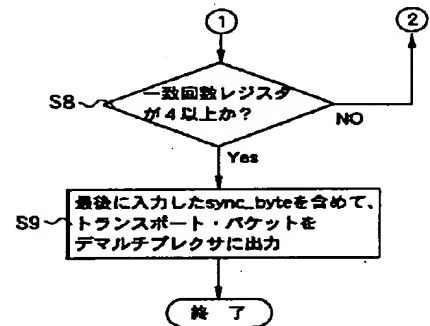 1
2
S8
一致回数レジスタ
が4以上か?
NO
Yes
S9
最後に入力したsync_byteを含めて、
トランスポート・パケットを
デマルチプレクサに出力
終 了